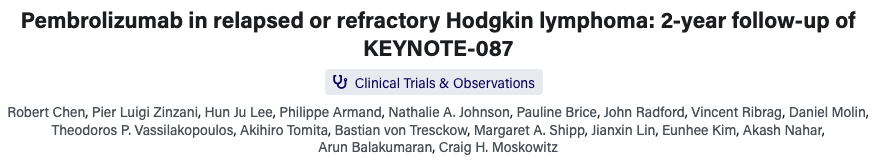 Pembrolizumab in relapsed or refractory Hodgkin lymphoma: 2-year follow-up of
KEYNOTE-087
Clinical Trials & Observations
Robert Chen, Pier Luigi Zinzani, Hun Ju Lee, Philippe Armand, Nathalie A. Johnson, Pauline Brice, John Radford, Vincent Ribrag, Daniel Molin,
Theodoros P. Vassilakopoulos, Akihiro Tomita, Bastian von Tresckow, Margaret A. Shipp, Jianxin Lin, Eunhee Kim, Akash Nahar,
Arun Balakumaran, Craig H. Moskowitz